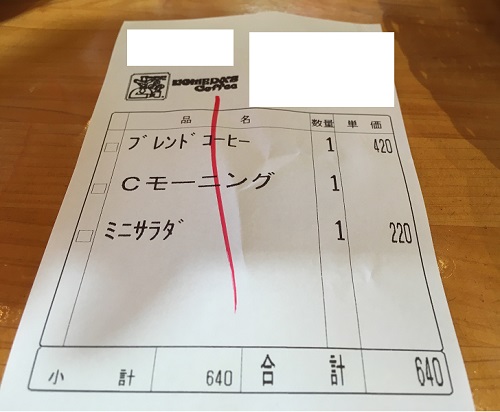 KOMEDA'S
Coffee
品 名 数量 単 価
ブレンドコーヒー 1 420
Cモーニング 1
ミニサラダ 1 220
小 計 640 合 計 640